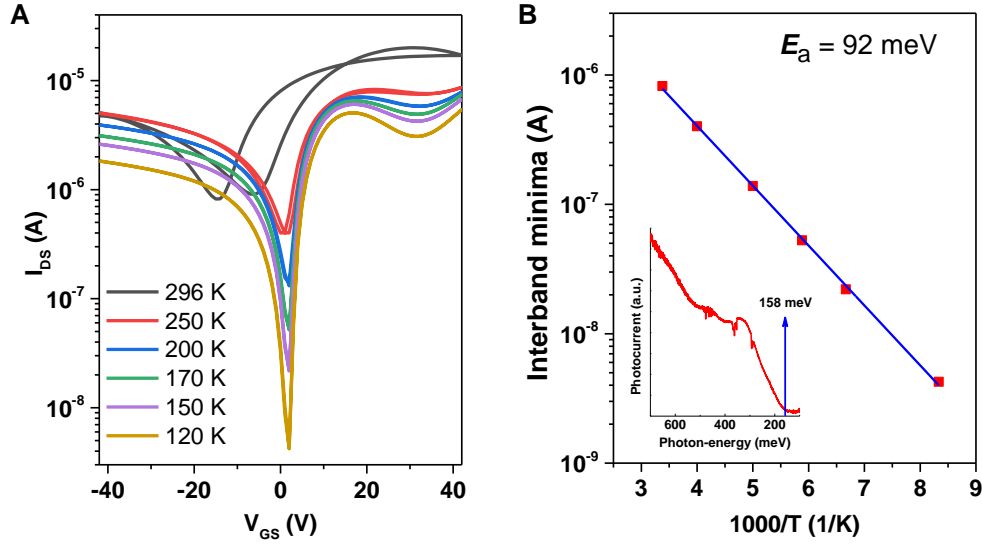 A
10⁻⁵
10⁻⁶
10⁻⁷
10⁻⁸
I_DS (A)
296 K
250 K
200 K
170 K
150 K
120 K
-40 -20 0 20 40
V_GS (V)
B
E_a = 92 meV
10⁻⁵
10⁻⁶
10⁻⁷
10⁻⁸
10⁻⁹
Interband minima (A)
158 meV
Photocurrent (a.u.)
600 400 200
Photon-energy (meV)
3 4 5 6 7 8 9
1000/T (1/K)